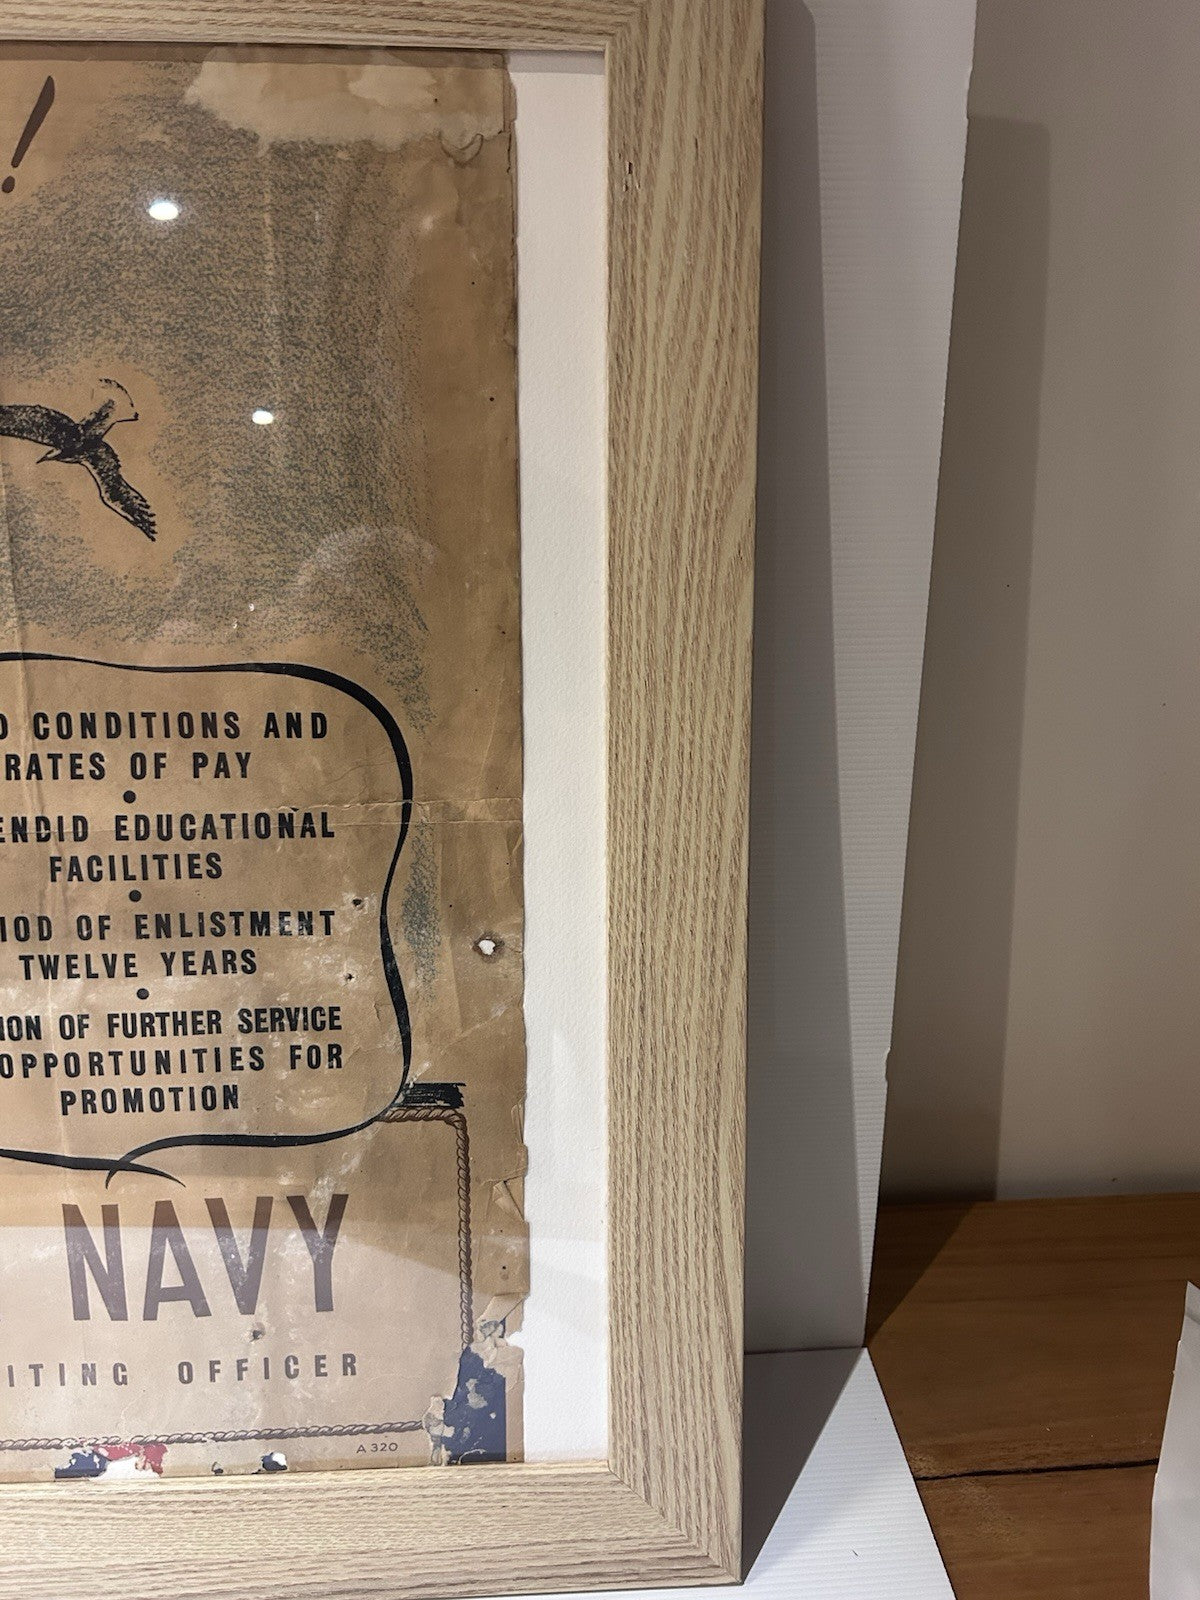 !
D CONDITIONS AND
RATES OF PAY
•
ENDID EDUCATIONAL
FACILITIES
•
IOD OF ENLISTMENT
TWELVE YEARS
•
ION OF FURTHER SERVICE
OPPORTUNITIES FOR
PROMOTION
NAVY
ITING OFFICER
A 320